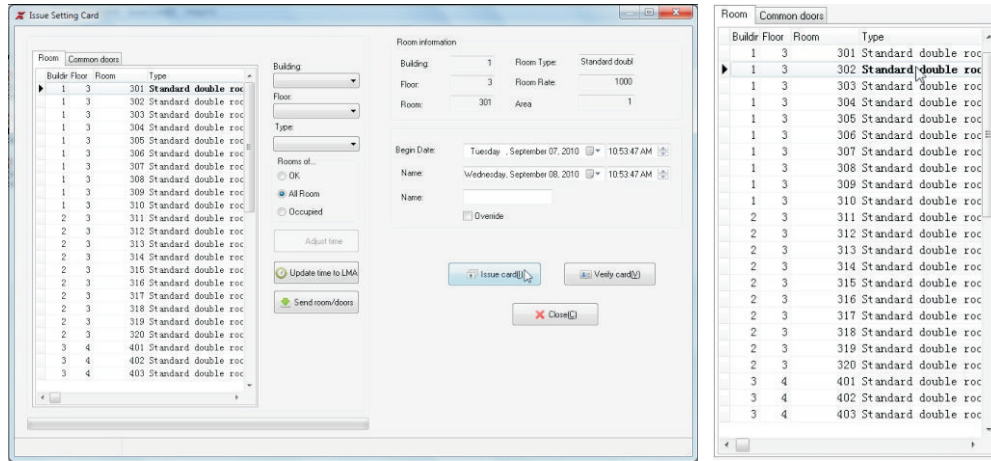 Issue Setting Card
Room Common doors
Buildir Floor Room Type
1 3 301 Standard double roc
1 3 302 Standard double roc
1 3 303 Standard double roc
1 3 304 Standard double roc
1 3 305 Standard double roc
1 3 306 Standard double roc
1 3 307 Standard double roc
1 3 308 Standard double roc
1 3 309 Standard double roc
1 3 310 Standard double roc
2 3 311 Standard double roc
2 3 312 Standard double roc
2 3 313 Standard double roc
2 3 314 Standard double roc
2 3 315 Standard double roc
2 3 316 Standard double roc
2 3 317 Standard double roc
2 3 318 Standard double roc
2 3 319 Standard double roc
2 3 320 Standard double roc
3 4 401 Standard double roc
3 4 402 Standard double roc
3 4 403 Standard double roc
Building:
Floor:
Type:
Rooms of...
OK
All Room
Occupied
Adjust time
Update time to LMA
Send room/doors
Room information
Building: 1 Room Type: Standard doubl
Floor: 3 Room Rate: 1000
Room: 301 Area 1
Begin Date: Tuesday , September 07, 2010 10:53:47 AM
Name: Wednesday, September 08, 2010 10:53:47 AM
Name:
Override
Issue card(I) Verify card(V)
Close(C)
Room Common doors
Buildir Floor Room Type
1 3 301 Standard double roc
1 3 302 Standard double roc
1 3 303 Standard double roc
1 3 304 Standard double roc
1 3 305 Standard double roc
1 3 306 Standard double roc
1 3 307 Standard double roc
1 3 308 Standard double roc
1 3 309 Standard double roc
1 3 310 Standard double roc
2 3 311 Standard double roc
2 3 312 Standard double roc
2 3 313 Standard double roc
2 3 314 Standard double roc
2 3 315 Standard double roc
2 3 316 Standard double roc
2 3 317 Standard double roc
2 3 318 Standard double roc
2 3 319 Standard double roc
2 3 320 Standard double roc
3 4 401 Standard double roc
3 4 402 Standard double roc
3 4 403 Standard double roc